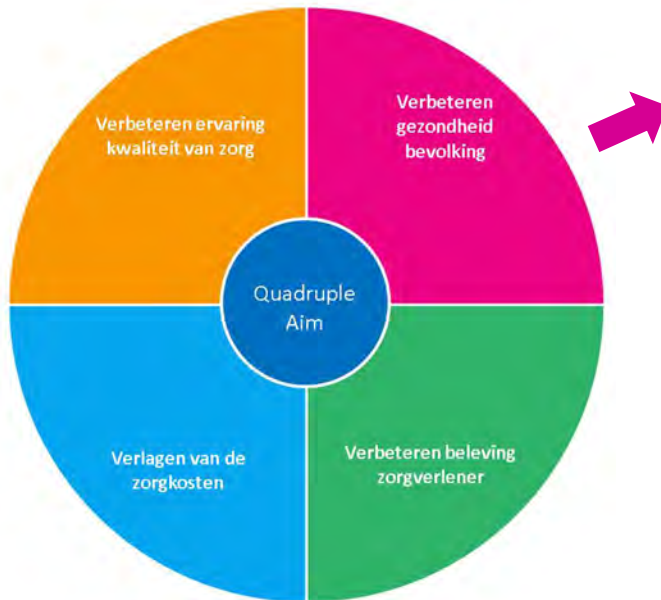 Verbeteren ervaring
kwaliteit van zorg
Verbeteren
gezondheid
bevolking
Quadruple
Aim
Verlagen van de
zorgkosten
Verbeteren beleving
zorgverlener